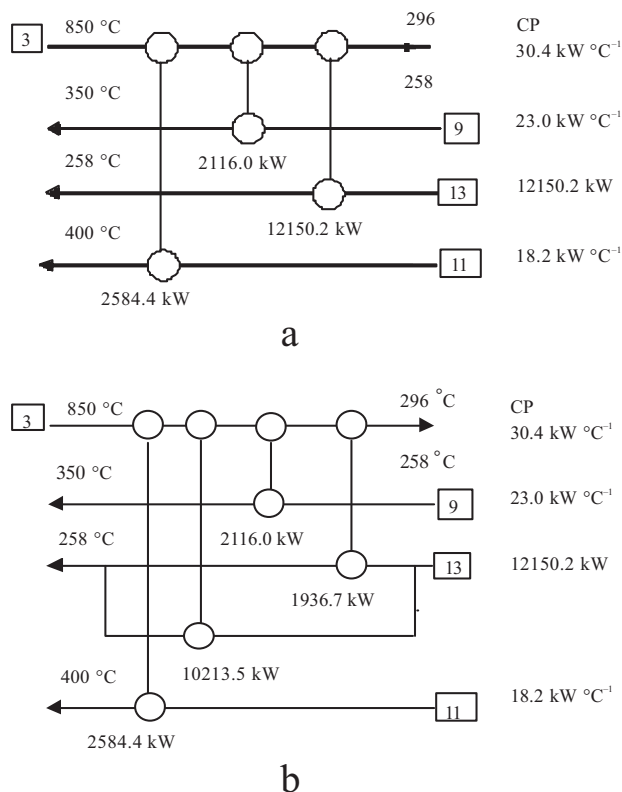 850 °C 296 CP
3 30.4 kW °C⁻¹
350 °C 258
9 23.0 kW °C⁻¹
2116.0 kW
258 °C
13 12150.2 kW
12150.2 kW
400 °C
11 18.2 kW °C⁻¹
2584.4 kW
a
850 °C 296 °C CP
3 30.4 kW °C⁻¹
350 °C 258 °C
9 23.0 kW °C⁻¹
2116.0 kW
258 °C
13 12150.2 kW
1936.7 kW
10213.5 kW
400 °C
11 18.2 kW °C⁻¹
2584.4 kW
b